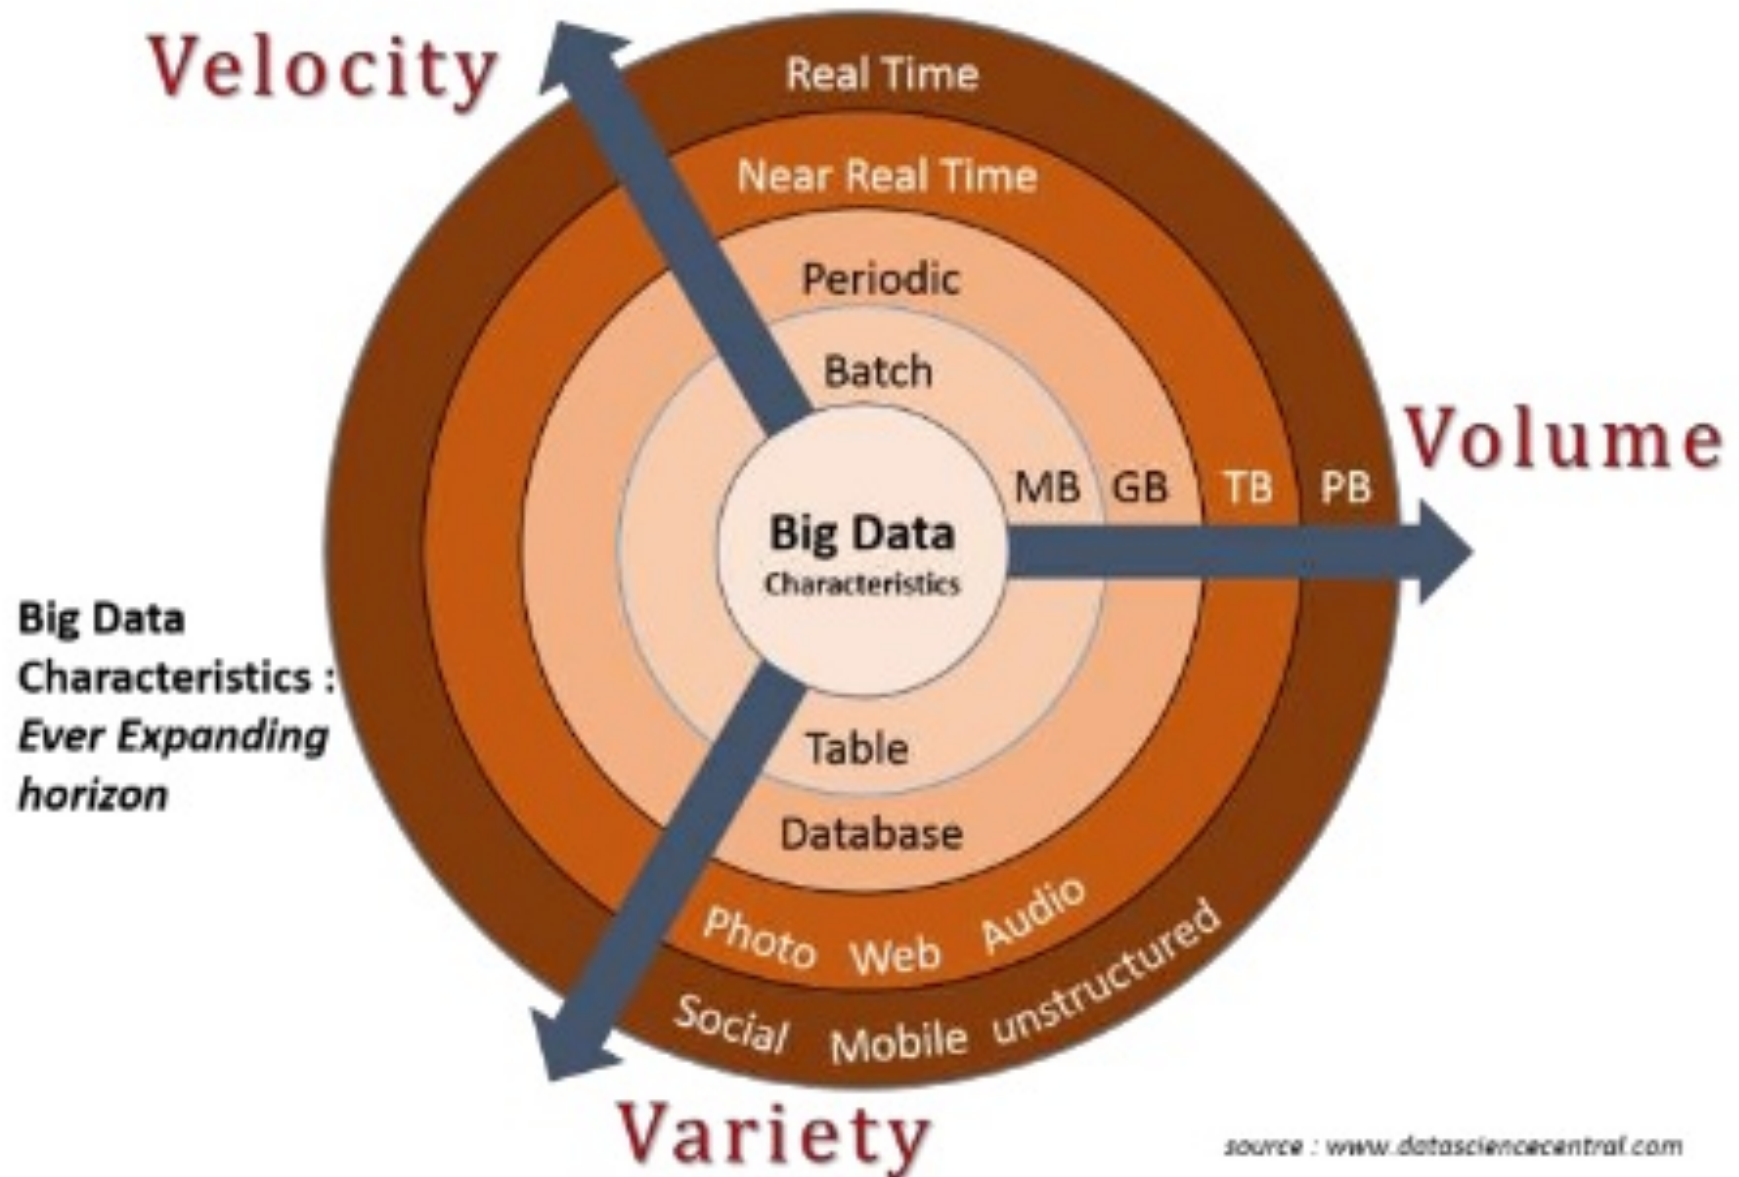 Velocity
Real Time
Near Real Time
Periodic
Batch
Volume
MB GB TB PB
Big Data
Characteristics
Big Data
Characteristics :
Ever Expanding
horizon
Table
Database
Photo Web Audio
Social Mobile unstructured
Variety
source : www.datasciencecentral.com